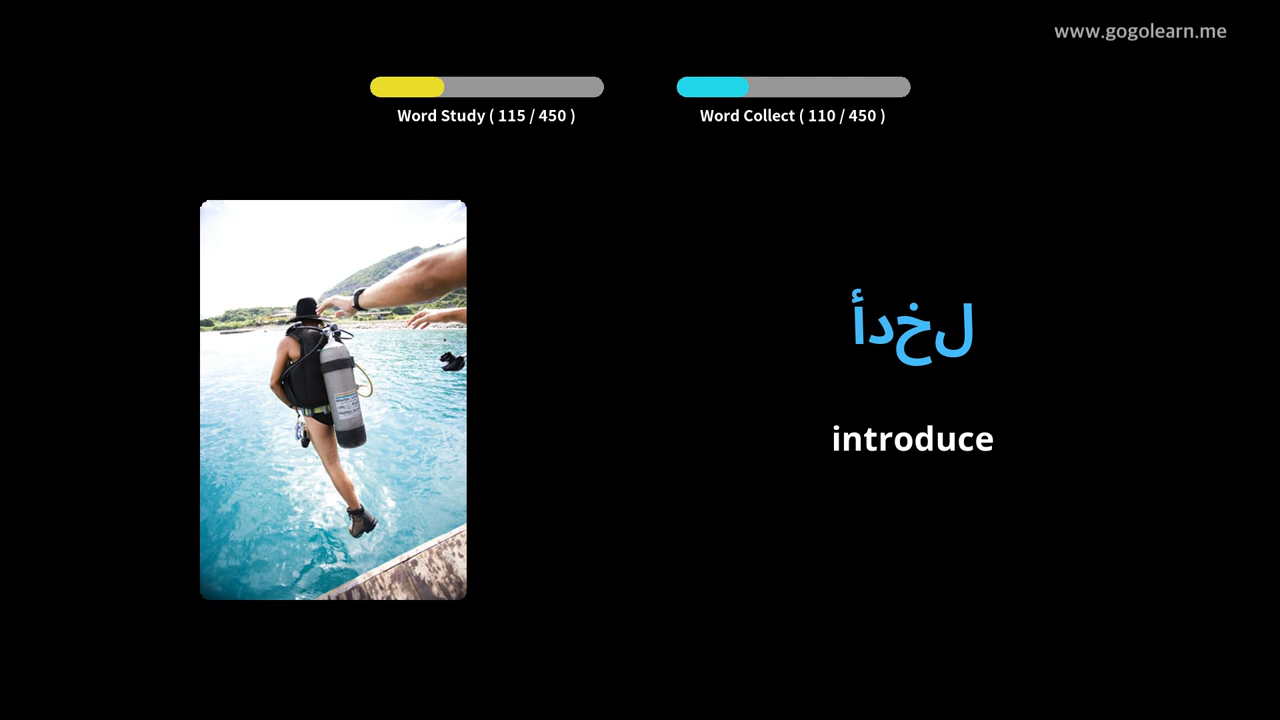 www.gogolearn.me
Word Study ( 115 / 450 )
Word Collect ( 110 / 450 )
أدخل
introduce